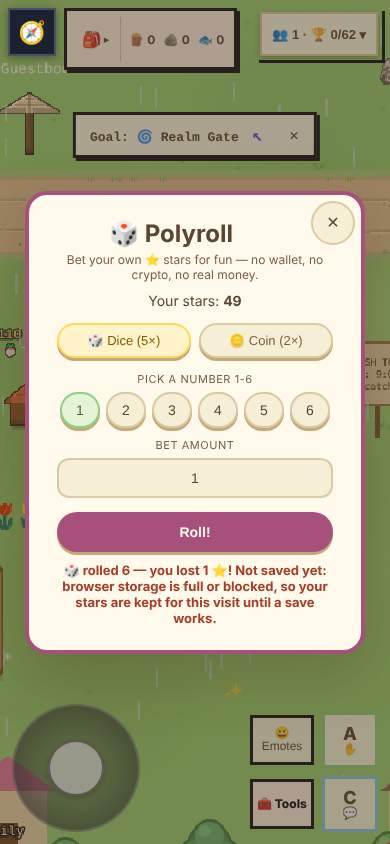 0 0 0
1 · 0/62 ▾
Guestbo
Goal: Realm Gate ✕
✕
Polyroll
Bet your own ⭐ stars for fun — no wallet, no
crypto, no real money.
Your stars: 49
Dice (5×) Coin (2×)
PICK A NUMBER 1-6
1 2 3 4 5 6
BET AMOUNT
1
Roll!
rolled 6 — you lost 1 ⭐! Not saved yet:
browser storage is full or blocked, so your
stars are kept for this visit until a save
works.
Emotes A
Tools C
ily